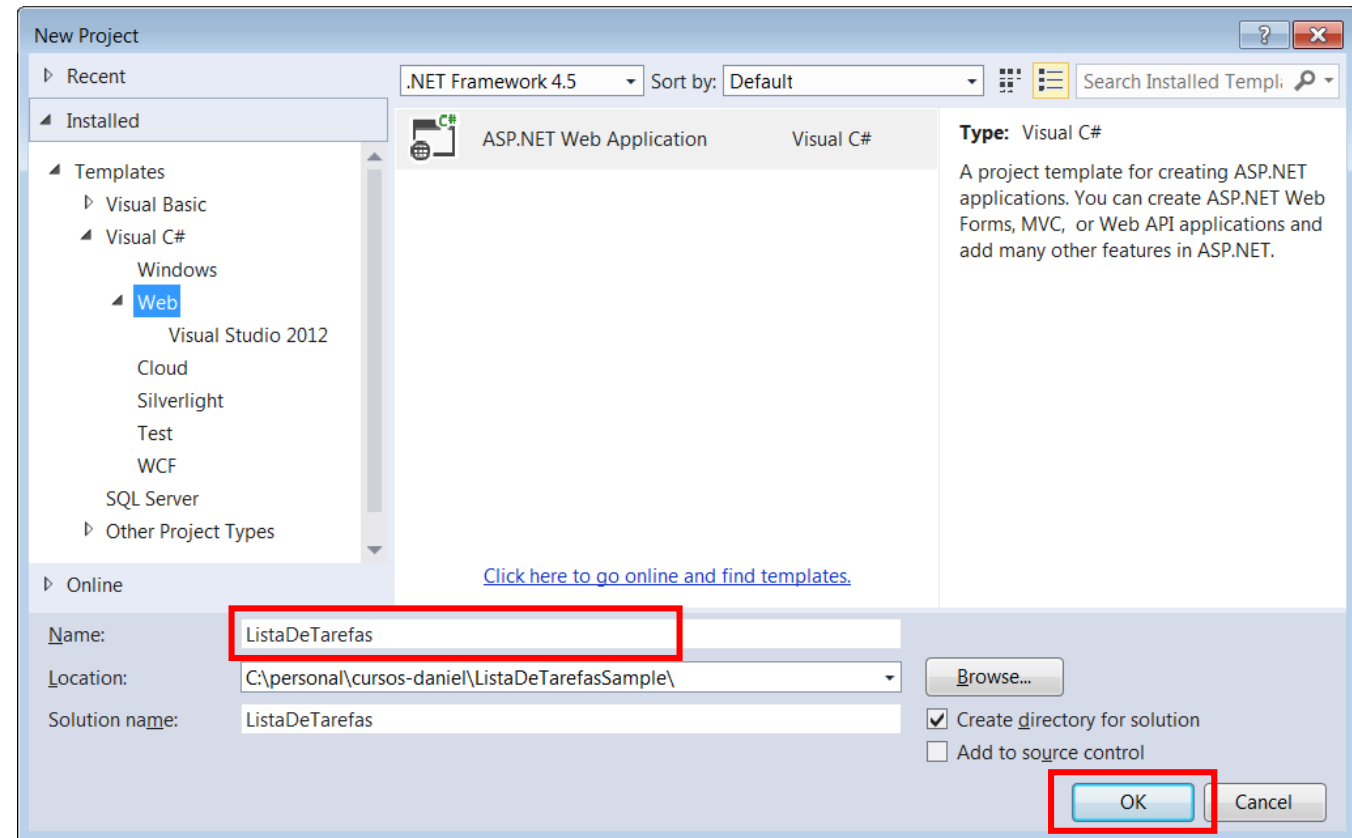 New Project
Recent
.NET Framework 4.5 Sort by: Default
Search Installed Templ
Installed
Templates
Visual Basic
Visual C#
Windows
Web
Visual Studio 2012
Cloud
Silverlight
Test
WCF
SQL Server
Other Project Types
Online
C#
ASP.NET Web Application Visual C#
Click here to go online and find templates.
Type: Visual C#
A project template for creating ASP.NET
applications. You can create ASP.NET Web
Forms, MVC, or Web API applications and
add many other features in ASP.NET.
Name: ListaDeTarefas
Location: C:\personal\cursos-daniel\ListaDeTarefasSample\ Browse...
Solution name: ListaDeTarefas
Create directory for solution
Add to source control
OK Cancel